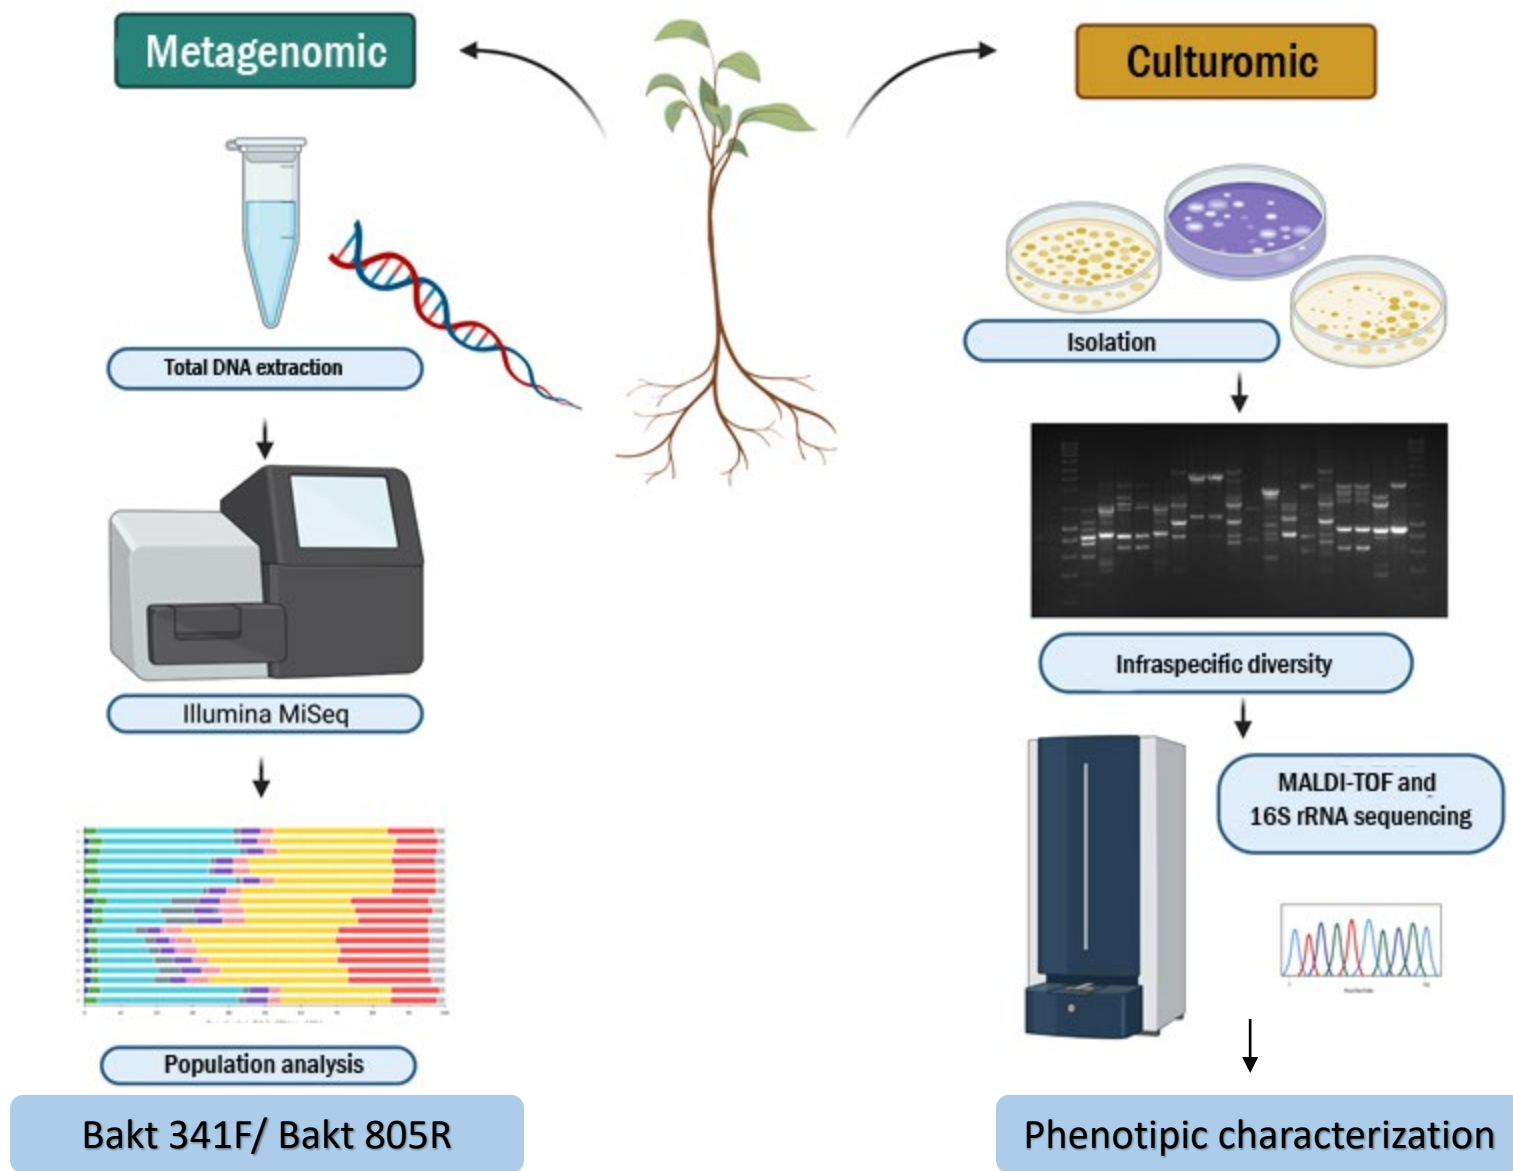 Metagenomic
Culturomic
Total DNA extraction
Isolation
Illumina MiSeq
Infraspecific diversity
MALDI-TOF and
16S rRNA sequencing
Population analysis
Bakt 341F/ Bakt 805R
Phenotipic characterization